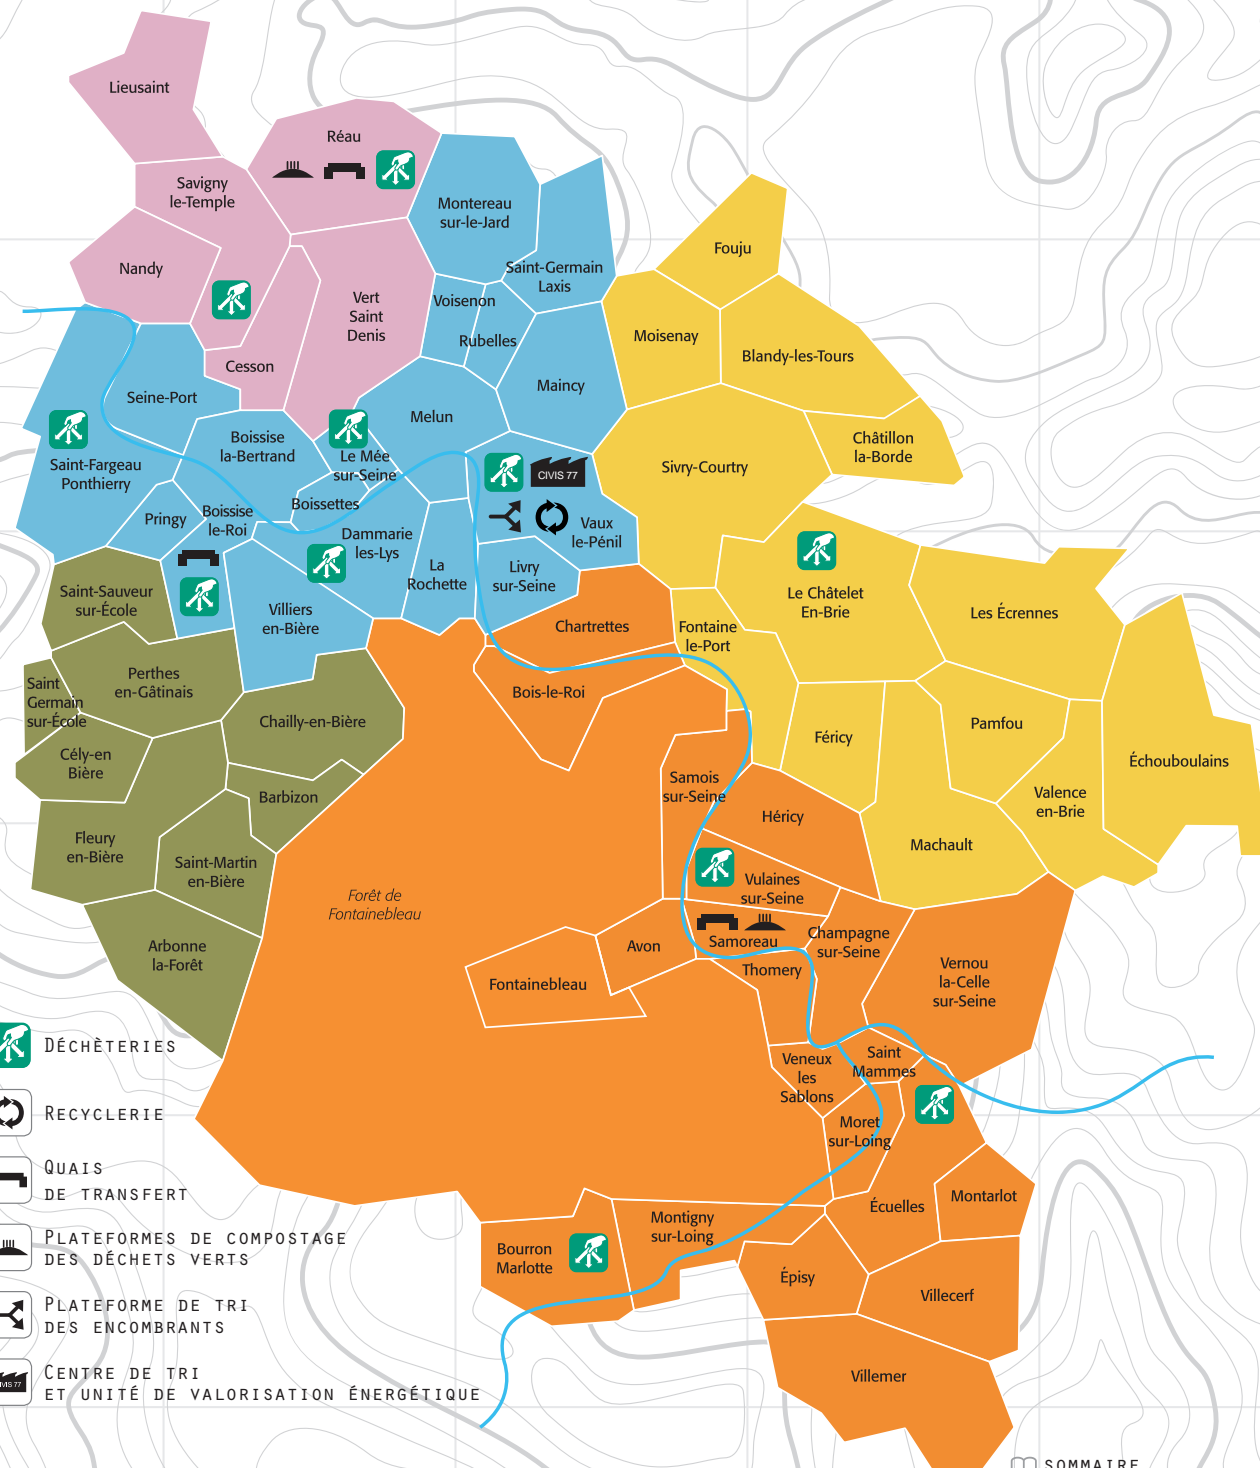 Lieusaint
Réau
Savigny
le-Temple
Montereau
sur-le-Jard
Nandy
Fouju
Saint-Germain
Laxis
Vert
Saint
Denis
Voisenon
Rubelles
Moisenay
Blandy-les-Tours
Cesson
Maincy
Seine-Port
Melun
Boissise
la-Bertrand
Châtillon
la-Borde
Le Mée
sur-Seine
Saint-Fargeau
Ponthierry
Sivry-Courtry
CIVIS 77
Boissettes
Pringy
Boissise
le-Roi
Vaux
le-Pénil
Dammarie
les-Lys
La
Rochette
Livry
sur-Seine
Saint-Sauveur
sur-École
Le Châtelet
En-Brie
Les Écrennes
Villiers
en-Bière
Chartrettes
Fontaine
le-Port
Perthes
en-Gâtinais
Saint
Germain
sur-École
Bois-le-Roi
Chailly-en-Bière
Féricy
Pamfou
Cély-en
Bière
Échouboulains
Samois
sur-Seine
Barbizon
Valence
en-Brie
Héricy
Fleury
en-Bière
Machault
Saint-Martin
en-Bière
Vulaines
sur-Seine
Forêt de
Fontainebleau
Arbonne
la-Forêt
Avon
Samoreau
Champagne
sur-Seine
Thomery
Fontainebleau
Vernou
la-Celle
sur-Seine
Veneux
les
Sablons
Saint
Mammes
Moret
sur-Loing
Écuelles
Montarlot
Montigny
sur-Loing
Bourron
Marlotte
Épisy
Villecerf
Villemer
DÉCHÈTERIES
RECYCLERIE
QUAIS
DE TRANSFERT
PLATEFORMES DE COMPOSTAGE
DES DÉCHETS VERTS
PLATEFORME DE TRI
DES ENCOMBRANTS
VIS 77
CENTRE DE TRI
ET UNITÉ DE VALORISATION ÉNERGÉTIQUE
SOMMAIRE